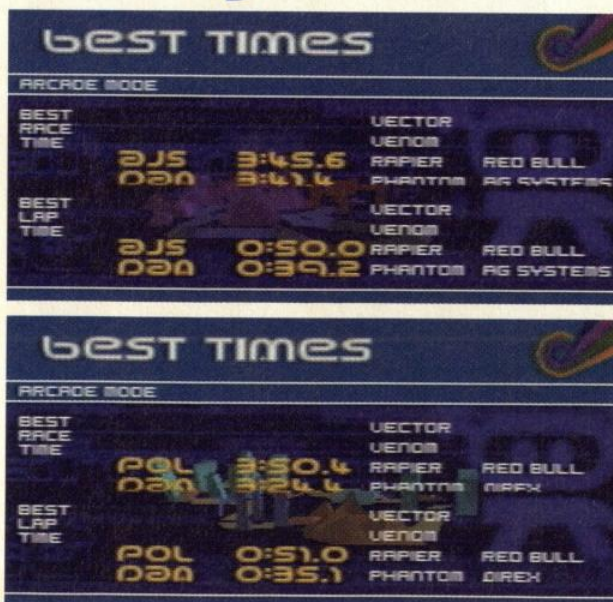 BEST TIMES
ARCADE MODE
BEST RACE TIME
VECTOR
VENOM
AJS 3:45.6 RAPIER RED BULL
DAN 3:41.4 PHANTOM AG SYSTEMS
BEST LAP TIME
VECTOR
VENOM
AJS 0:50.0 RAPIER RED BULL
DAN 0:39.2 PHANTOM AG SYSTEMS
BEST TIMES
ARCADE MODE
BEST RACE TIME
VECTOR
VENOM
POL 3:50.4 RAPIER RED BULL
DAN 3:24.4 PHANTOM DIREX
BEST LAP TIME
VECTOR
VENOM
POL 0:51.0 RAPIER RED BULL
DAN 0:35.1 PHANTOM DIREX